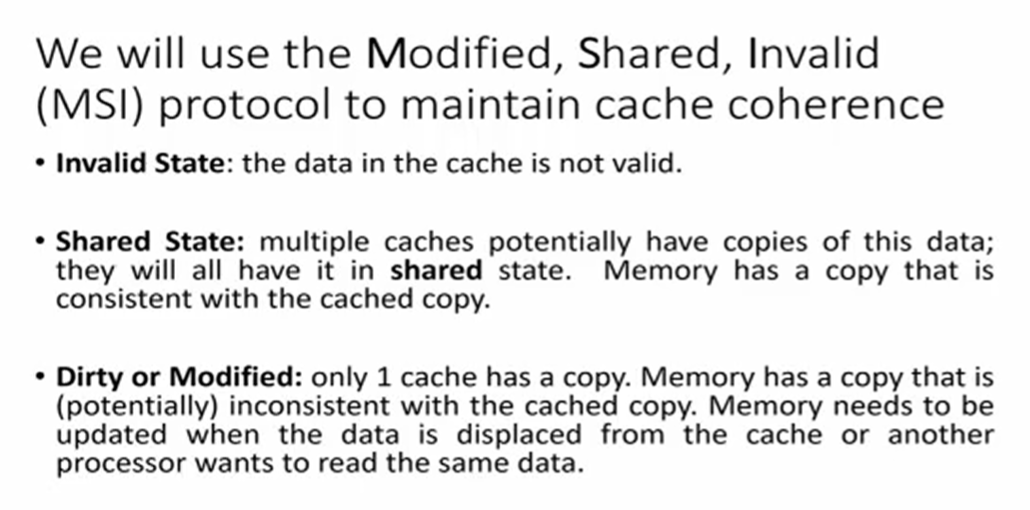 We will use the Modified, Shared, Invalid
(MSI) protocol to maintain cache coherence
• Invalid State: the data in the cache is not valid.
• Shared State: multiple caches potentially have copies of this data;
they will all have it in shared state. Memory has a copy that is
consistent with the cached copy.
• Dirty or Modified: only 1 cache has a copy. Memory has a copy that is
(potentially) inconsistent with the cached copy. Memory needs to be
updated when the data is displaced from the cache or another
processor wants to read the same data.